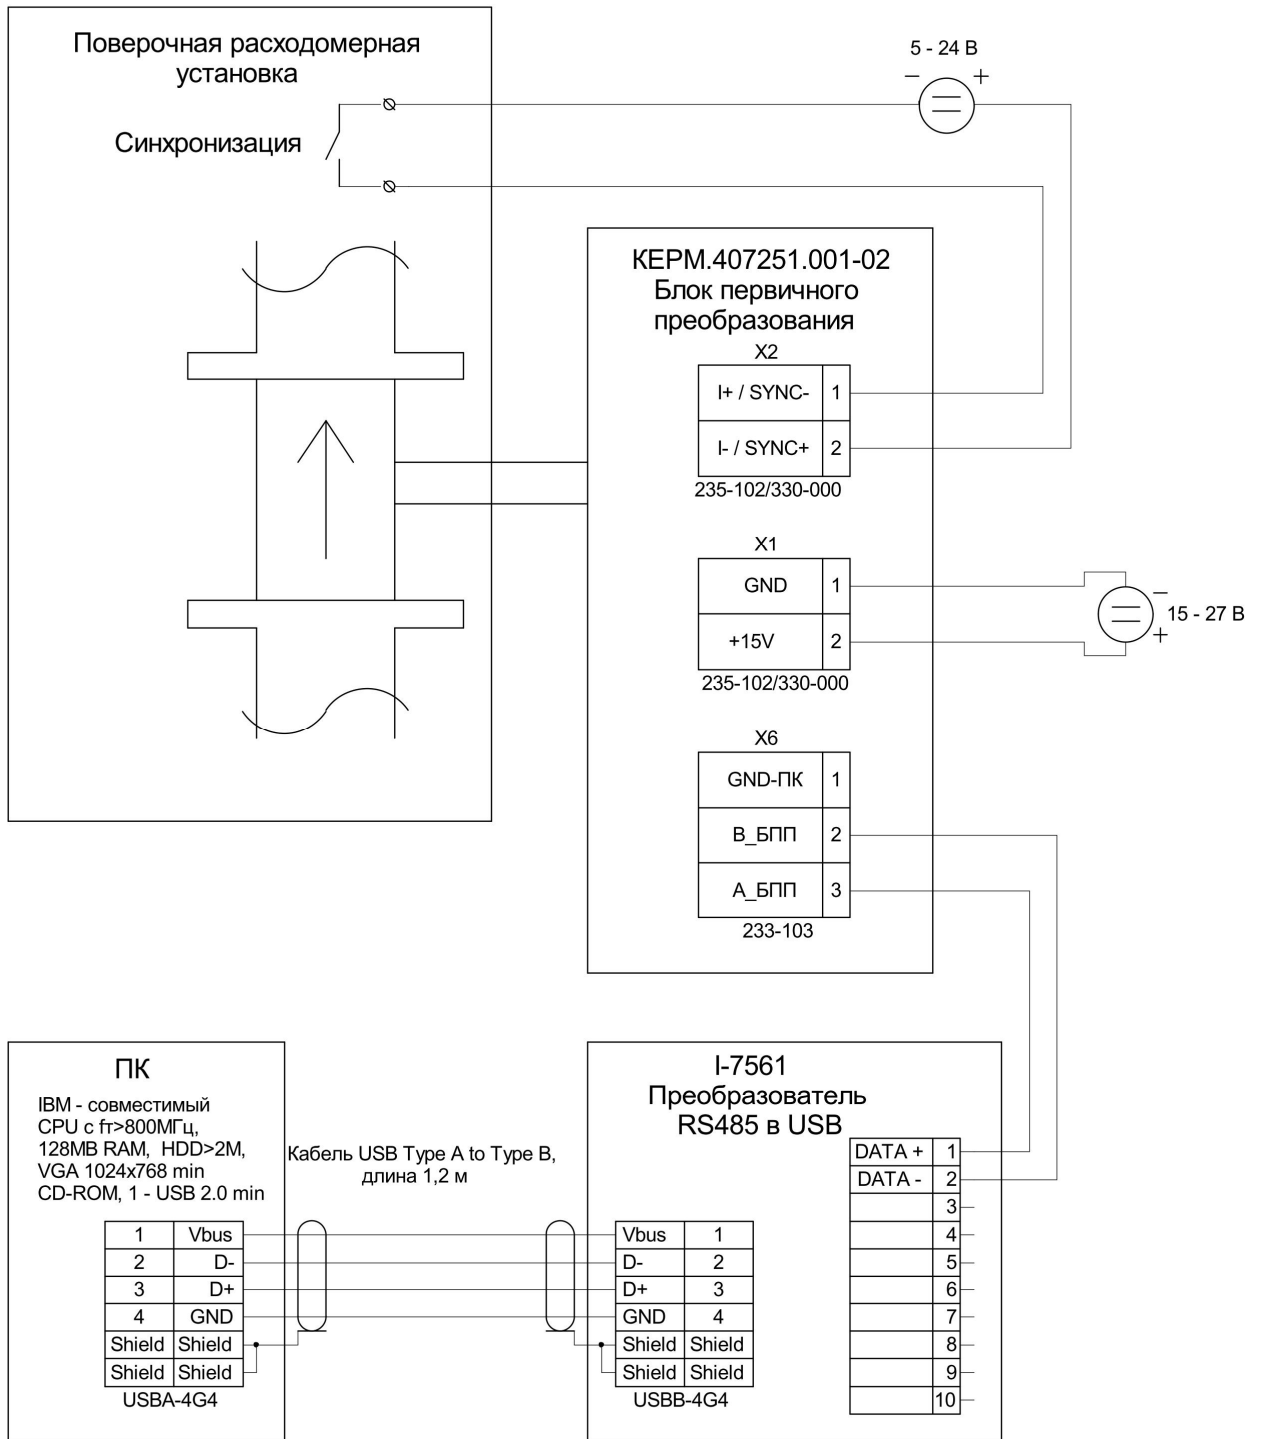 Поверочная расходомерная
установка
Синхронизация
5 - 24 В
− +
КЕРМ.407251.001-02
Блок первичного
преобразования
X2
I+ / SYNC- 1
I- / SYNC+ 2
235-102/330-000
X1
GND 1
+15V 2
235-102/330-000
−
15 - 27 В
+
X6
GND-ПК 1
В_БПП 2
А_БПП 3
233-103
ПК
IBM - совместимый
CPU с fт>800МГц,
128MB RAM, HDD>2M,
VGA 1024x768 min
CD-ROM, 1 - USB 2.0 min
1 Vbus
2 D-
3 D+
4 GND
Shield Shield
Shield Shield
USBA-4G4
Кабель USB Type A to Type B,
длина 1,2 м
I-7561
Преобразователь
RS485 в USB
Vbus 1
D- 2
D+ 3
GND 4
Shield Shield
Shield Shield
USBB-4G4
DATA + 1
DATA - 2
3
4
5
6
7
8
9
10